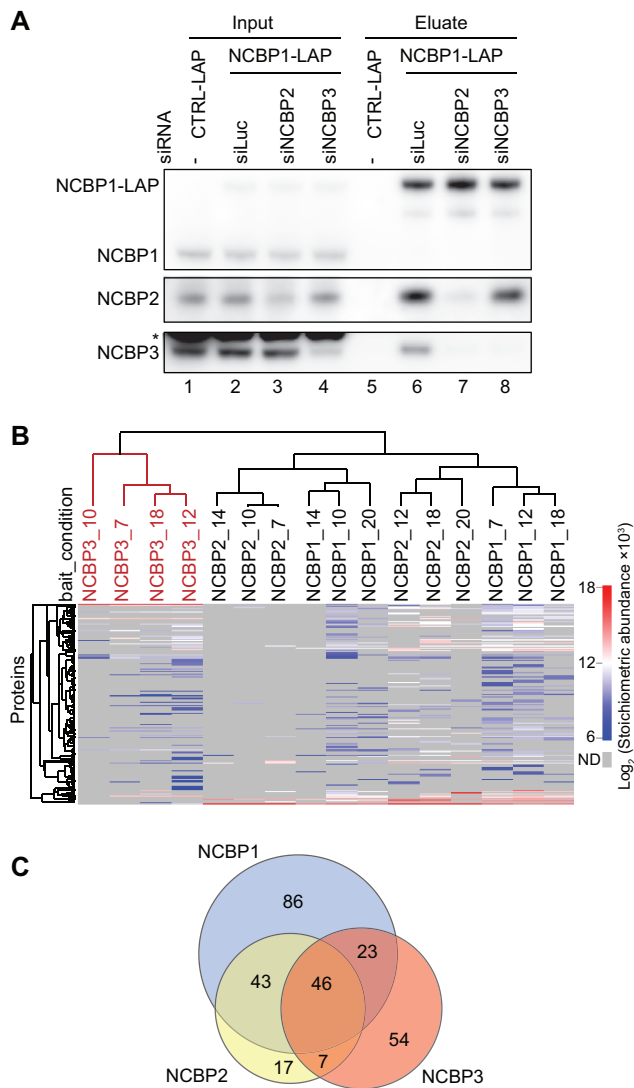 A
Input
Eluate
siRNA
- CTRL-LAP
NCBP1-LAP
siLuc
siNCBP2
siNCBP3
- CTRL-LAP
NCBP1-LAP
siLuc
siNCBP2
siNCBP3
NCBP1-LAP
NCBP1
NCBP2
*
NCBP3
1 2 3 4 5 6 7 8
B
bait_condition
NCBP3_10
NCBP3_7
NCBP3_18
NCBP3_12
NCBP2_14
NCBP2_10
NCBP2_7
NCBP1_14
NCBP1_10
NCBP1_20
NCBP2_12
NCBP2_18
NCBP2_20
NCBP1_7
NCBP1_12
NCBP1_18
Proteins
18
12
6
ND
Log₂ (Stoichiometric abundance ×10³)
C
NCBP1
86
43
46
23
17
7
54
NCBP2
NCBP3